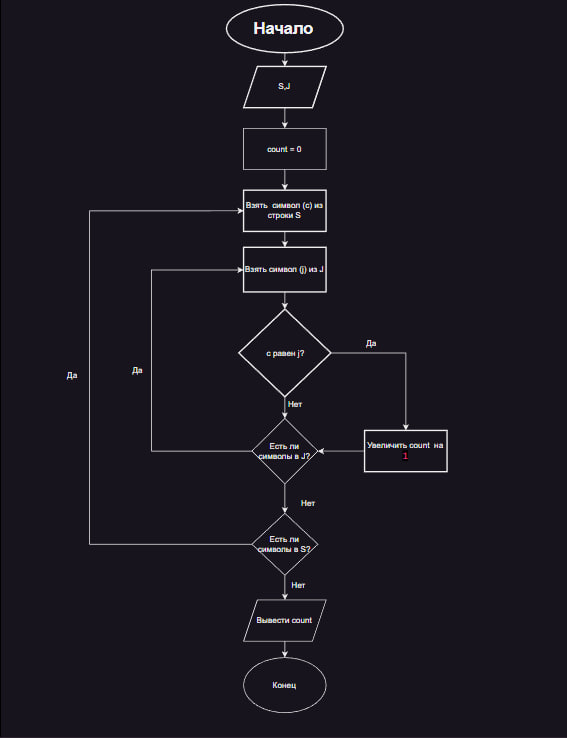 Начало
S,J
count = 0
Взять символ (c) из
строки S
Взять символ (j) из J
с равен j?
Да
Да
Да
Нет
Есть ли
символы в J?
Увеличить count на
1
Нет
Есть ли
символы в S?
Нет
Вывести count
Конец